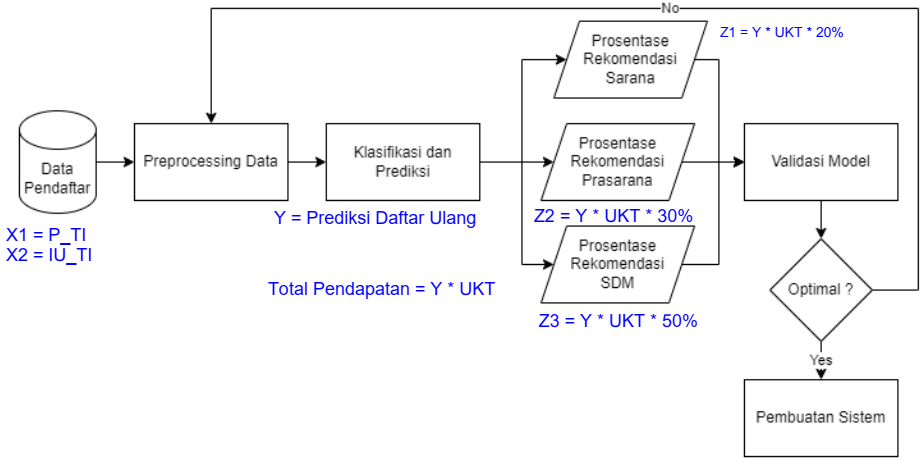 No
Z1 = Y * UKT * 20%
Prosentase
Rekomendasi
Sarana
Data
Pendaftar
Preprocessing Data
Klasifikasi dan
Prediksi
Prosentase
Rekomendasi
Prasarana
Validasi Model
X1 = P_TI
X2 = IU_TI
Y = Prediksi Daftar Ulang
Z2 = Y * UKT * 30%
Prosentase
Rekomendasi
SDM
Total Pendapatan = Y * UKT
Z3 = Y * UKT * 50%
Optimal ?
Yes
Pembuatan Sistem